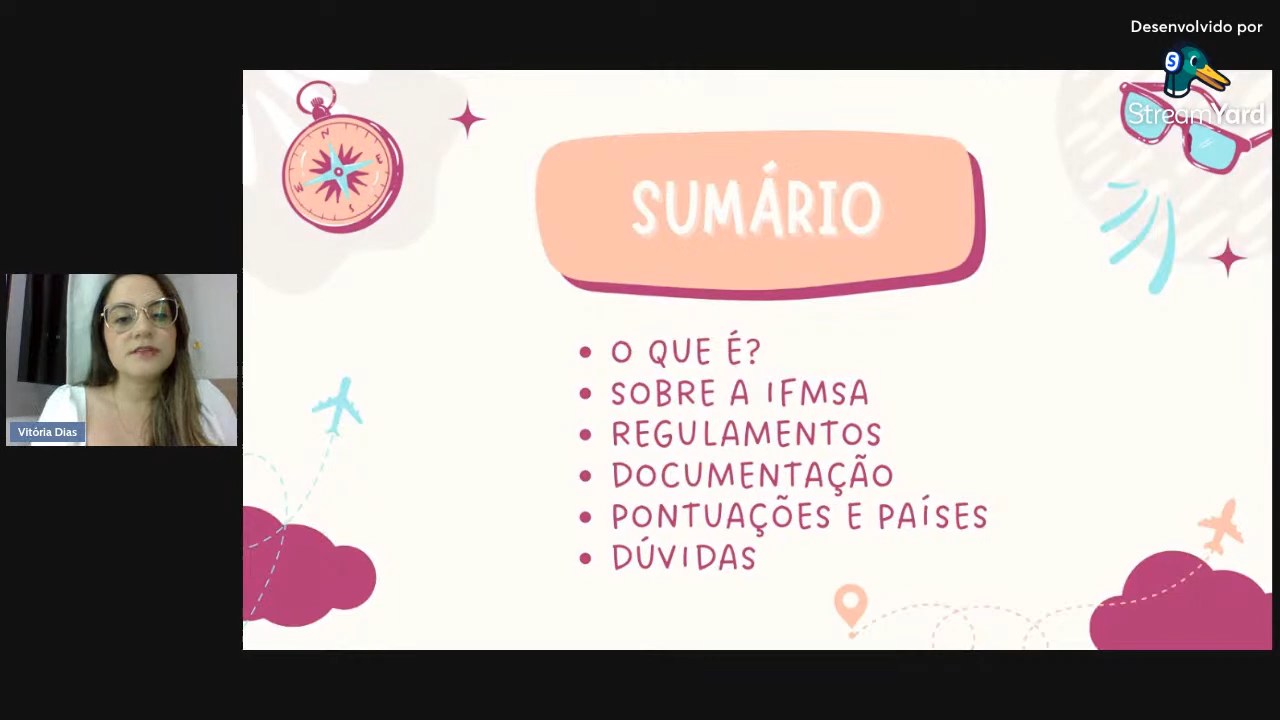 Desenvolvido por
S
StreamYard
N
E
S
W
SUMÁRIO
• O QUE É?
• SOBRE A IFMSA
• REGULAMENTOS
• DOCUMENTAÇÃO
• PONTUAÇÕES E PAÍSES
• DÚVIDAS
Vitória Dias